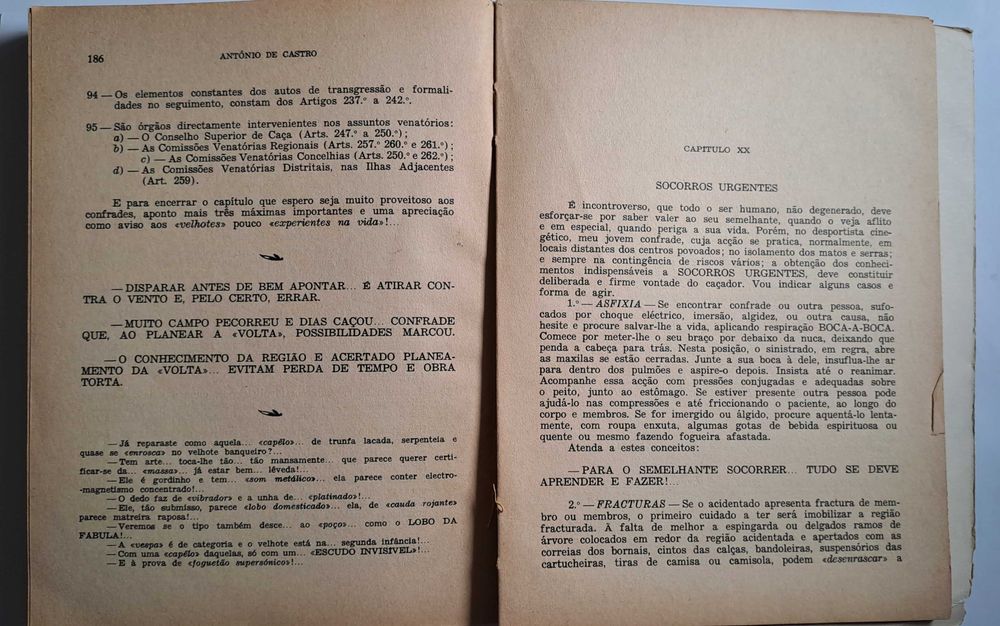 186
ANTÓNIO DE CASTRO
94 — Os elementos constantes dos autos de transgressão e formali-
dades no seguimento, constam dos Artigos 237.º a 242.º.
95 — São órgãos directamente intervenientes nos assuntos venatórios:
a) — O Conselho Superior de Caça (Arts. 247.º a 250.º);
b) — As Comissões Venatórias Regionais (Arts. 257.º 260.º e 261.º);
c) — As Comissões Venatórias Concelhias (Arts. 250.º e 262.º);
d) — As Comissões Venatórias Distritais, nas Ilhas Adjacentes
(Art. 259).
E para encerrar o capítulo que espero seja muito proveitoso aos
confrades, aponto mais três máximas importantes e uma apreciação
como aviso aos «velhotes» pouco «experientes na vida»!...
— DISPARAR ANTES DE BEM APONTAR... É ATIRAR CON-
TRA O VENTO E, PELO CERTO, ERRAR.
— MUITO CAMPO PECORREU E DIAS CAÇOU... CONFRADE
QUE, AO PLANEAR A «VOLTA», POSSIBILIDADES MARCOU.
— O CONHECIMENTO DA REGIÃO E ACERTADO PLANEA-
MENTO DA «VOLTA»... EVITAM PERDA DE TEMPO E OBRA
TORTA.
— Já reparaste como aquela... «capêlo»... de trunfa lacada, serpenteia e
quase se «enrosca» no velhote banqueiro?...
— Tem arte... toca-lhe tão... tão mansamente... que parece querer certi-
ficar-se da... «massa»... já estar bem... lêveda!...
— Ele é gordinho e tem... «som metálico»... ela parece conter electro-
-magnetismo concentrado!...
— O dedo faz de «vibrador» e a unha de... «platinado»!...
— Ele, tão submisso, parece «lobo domesticado»... ela, de «cauda rojante»
parece matreira raposa!...
— Veremos se o tipo também desce... ao «poço»... como o LOBO DA
FABULA!...
— A «vespa» é de categoria e o velhote está na... segunda infância!...
— Com uma «capêlo» daquelas, só com um... «ESCUDO INVISIVEL»!...
— E à prova de «foguetão supersónico»!...
CAPITULO XX
SOCORROS URGENTES
É incontroverso, que todo o ser humano, não degenerado, deve
esforçar-se por saber valer ao seu semelhante, quando o veja aflito
e em especial, quando periga a sua vida. Porém, no desportista cine-
gético, meu jovem confrade, cuja acção se pratica, normalmente, em
locais distantes dos centros povoados; no isolamento dos matos e serras;
e sempre na contingência de riscos vários; a obtenção dos conheci-
mentos indispensáveis a SOCORROS URGENTES, deve constituir
deliberada e firme vontade do caçador. Vou indicar alguns casos e
forma de agir.
1.º — ASFIXIA — Se encontrar confrade ou outra pessoa, sufo-
cados por choque eléctrico, imersão, algidez, ou outra causa, não
hesite e procure salvar-lhe a vida, aplicando respiração BOCA-A-BOCA.
Comece por meter-lhe o seu braço por debaixo da nuca, deixando que
penda a cabeça para trás. Nesta posição, o sinistrado, em regra, abre
as maxilas se estão cerradas. Junte a sua boca à dele, insuflua-lhe ar
para dentro dos pulmões e aspire-o depois. Insista até o reanimar.
Acompanhe essa acção com pressões conjugadas e adequadas sobre
o peito, junto ao estômago. Se estiver presente outra pessoa pode
ajudá-lo nas compressões e até friccionando o paciente, ao longo do
corpo e membros. Se for imergido ou álgido, procure aquentá-lo lenta-
mente, com roupa enxuta, algumas gotas de bebida espirituosa ou
quente ou mesmo fazendo fogueira afastada.
Atenda a estes conceitos:
— PARA O SEMELHANTE SOCORRER... TUDO SE DEVE
APRENDER E FAZER!...
2.º — FRACTURAS — Se o acidentado apresenta fractura de mem-
bro ou membros, o primeiro cuidado a ter será imobilizar a região
fracturada. À falta de melhor a espingarda ou delgados ramos de
árvore colocados em redor da região acidentada e apertados com as
correias dos bornais, cintos das calças, bandoleiras, suspensórios das
cartucheiras, tiras de camisa ou camisola, podem «desenrascar» a